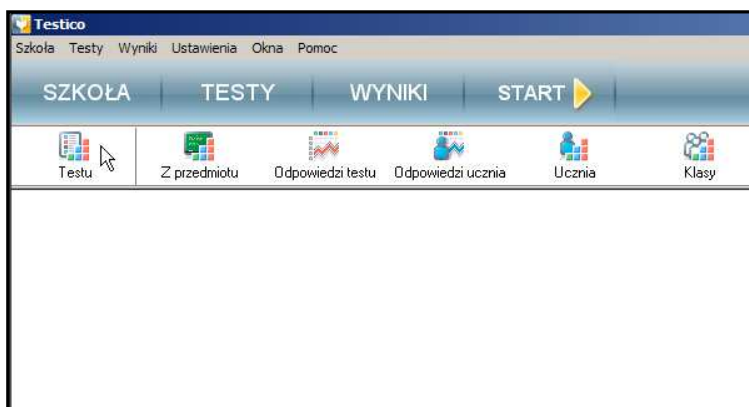 Testico
Szkoła Testy Wyniki Ustawienia Okna Pomoc
SZKOŁA TESTY WYNIKI START
Testu Z przedmiotu Odpowiedzi testu Odpowiedzi ucznia Ucznia Klasy